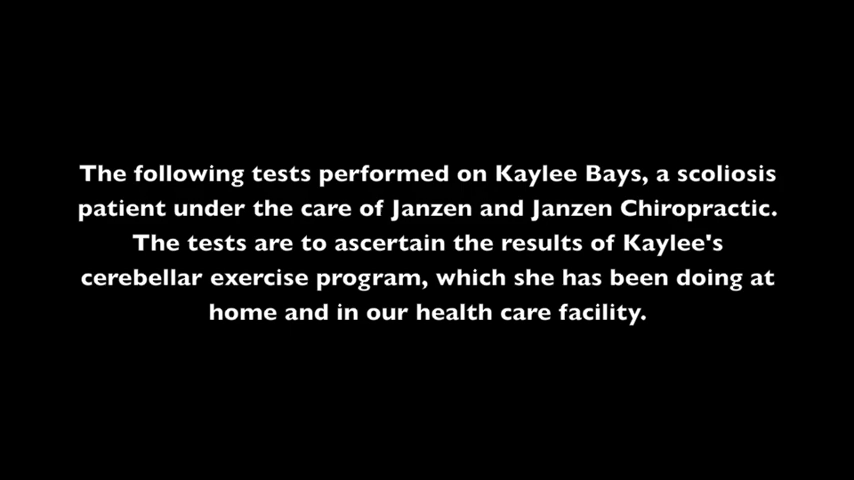 The following tests performed on Kaylee Bays, a scoliosis
patient under the care of Janzen and Janzen Chiropractic.
The tests are to ascertain the results of Kaylee's
cerebellar exercise program, which she has been doing at
home and in our health care facility.